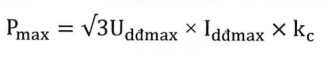 P_max = √3U_dđmax × I_dđmax × k_c